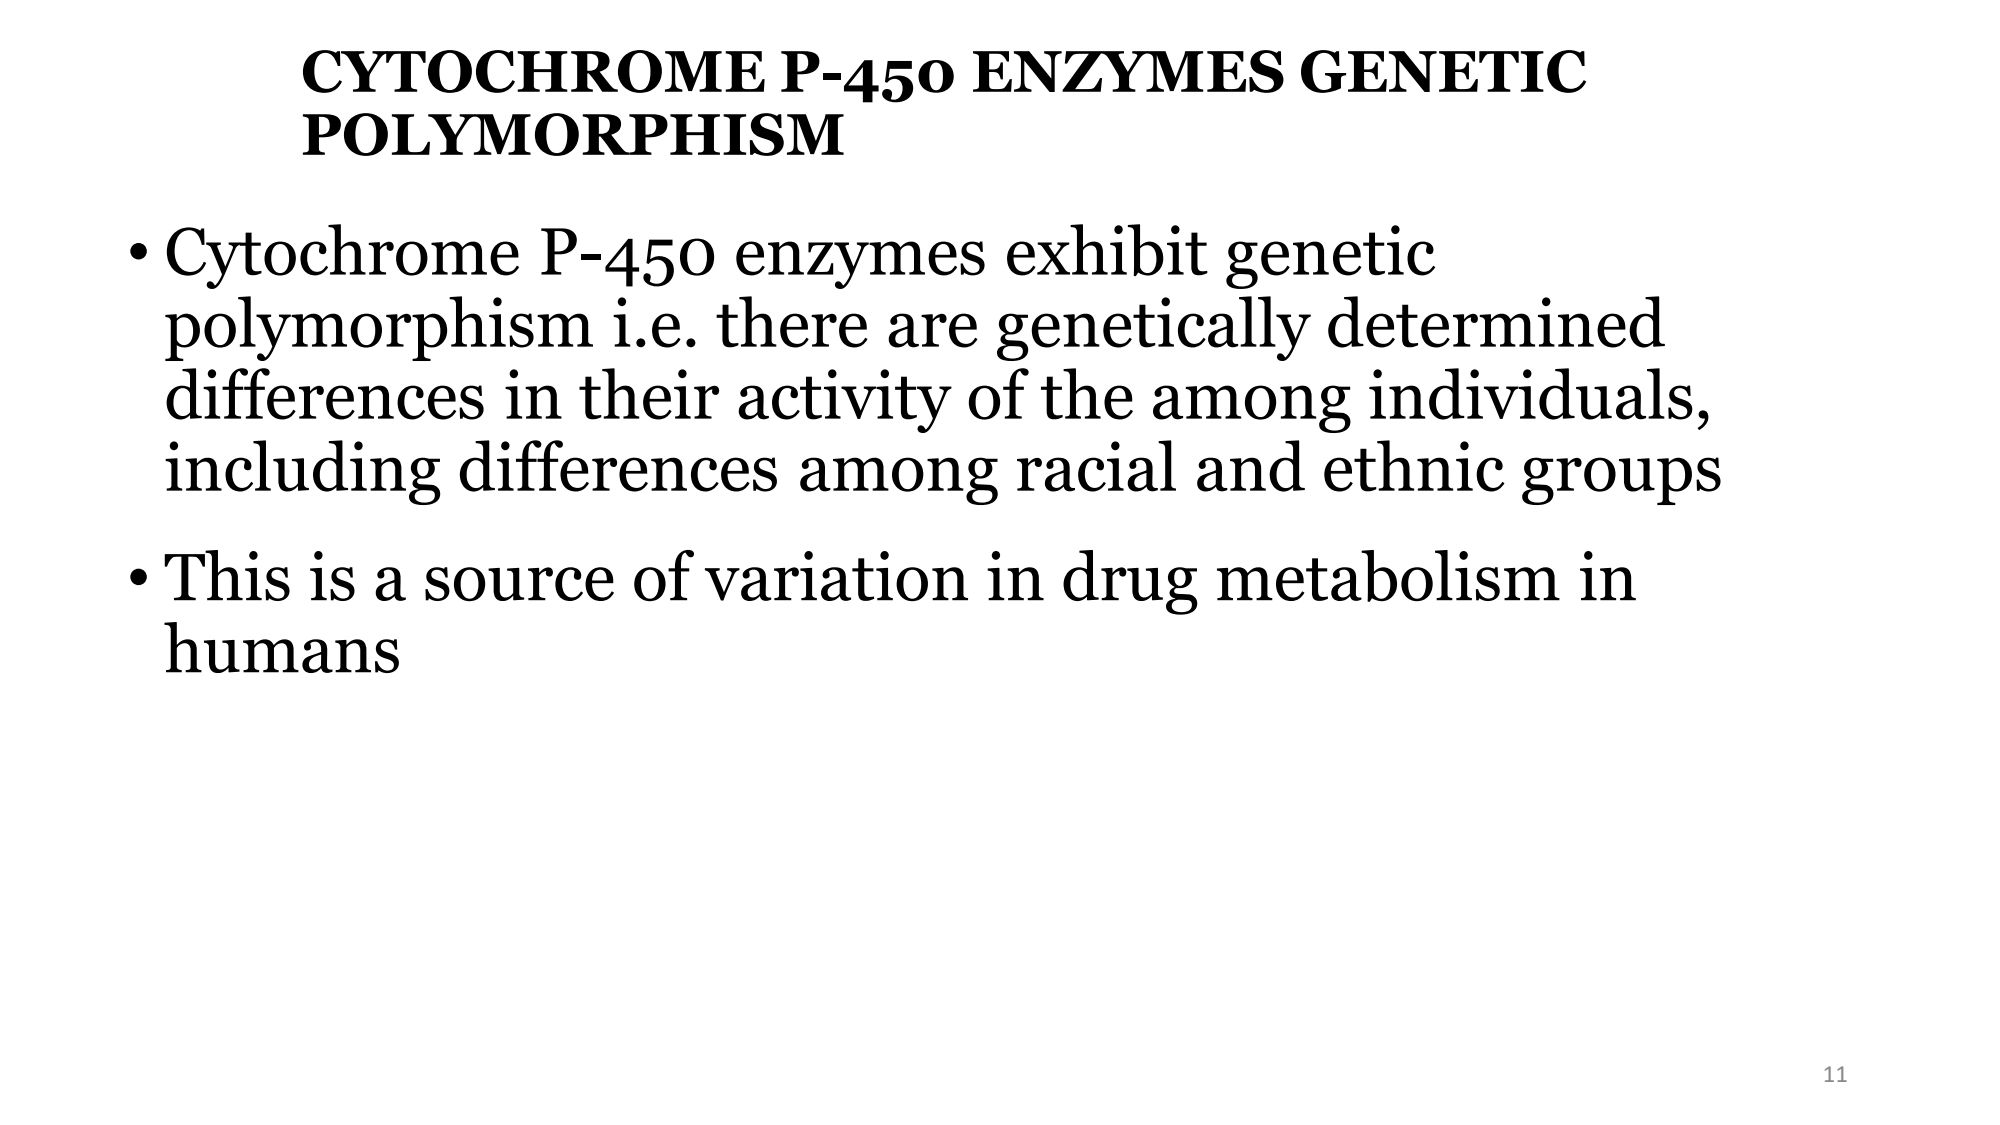 CYTOCHROME P-450 ENZYMES GENETIC
POLYMORPHISM
• Cytochrome P-450 enzymes exhibit genetic
polymorphism i.e. there are genetically determined
differences in their activity of the among individuals,
including differences among racial and ethnic groups
• This is a source of variation in drug metabolism in
humans
11